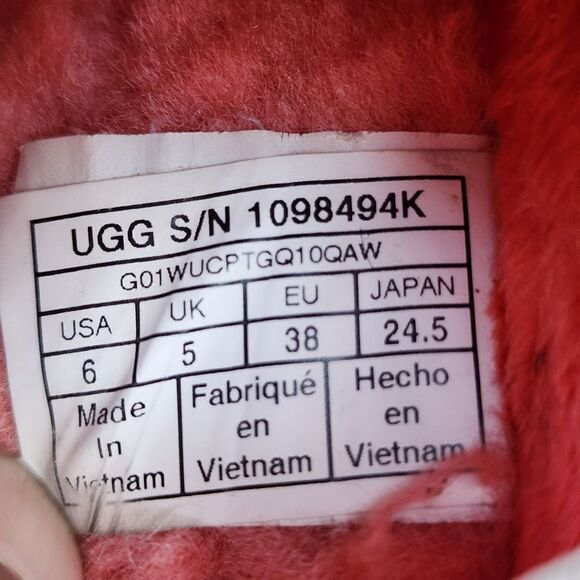 UGG S/N 1098494K
G01WUCPTGQ10QAW
USA UK EU JAPAN
6 5 38 24.5
Made Fabriqué Hecho
In en en
Vietnam Vietnam Vietnam